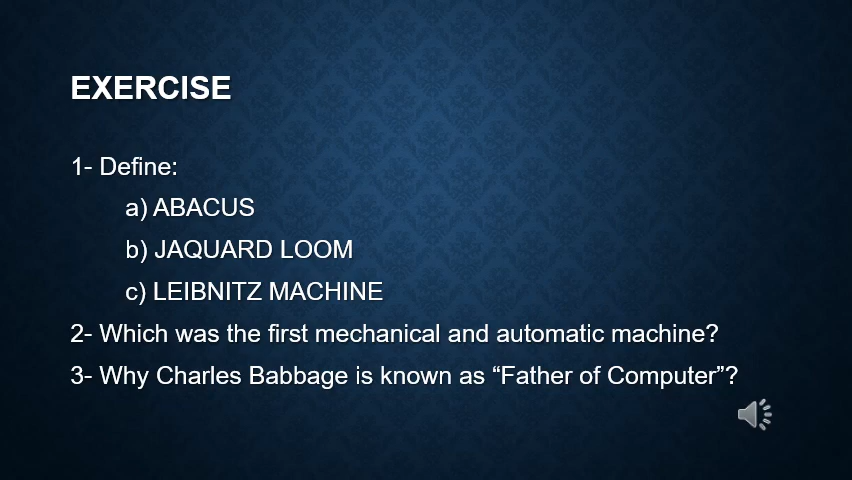 EXERCISE
1- Define:
a) ABACUS
b) JAQUARD LOOM
c) LEIBNITZ MACHINE
2- Which was the first mechanical and automatic machine?
3- Why Charles Babbage is known as “Father of Computer”?